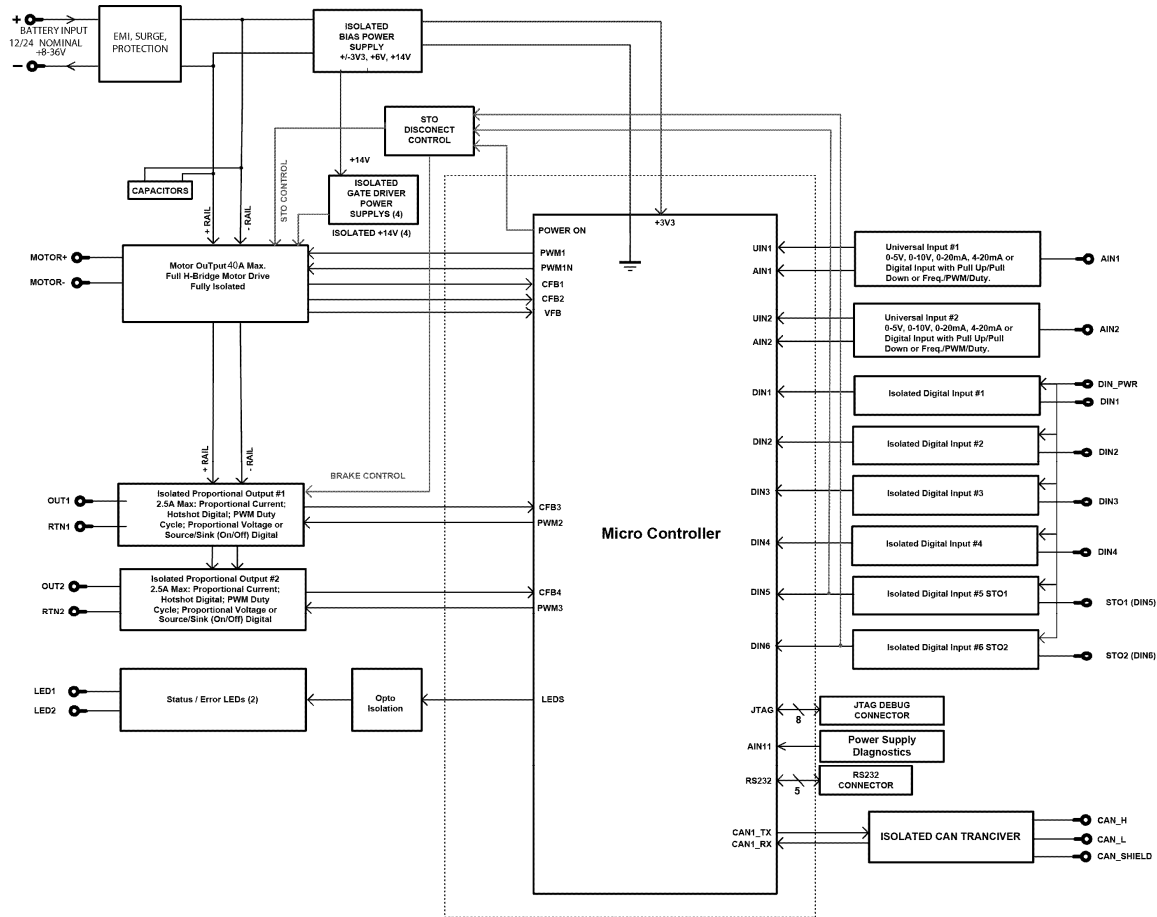 +
BATTERY INPUT
12/24 NOMINAL
+8-36V
−
EMI, SURGE,
PROTECTION
ISOLATED
BIAS POWER
SUPPLY
+/-3V3, +6V, +14V
STO
DISCONECT
CONTROL
+14V
CAPACITORS
ISOLATED
GATE DRIVER
POWER
SUPPLYS (4)
ISOLATED +14V (4)
STO CONTROL
+ RAIL
- RAIL
MOTOR+
MOTOR-
Motor OuTput 40A Max.
Full H-Bridge Motor Drive
Fully Isolated
+3V3
POWER ON
PWM1
PWM1N
CFB1
CFB2
VFB
+ RAIL
- RAIL
BRAKE CONTROL
OUT1
RTN1
Isolated Proportional Output #1
2.5A Max: Proportional Current;
Hotshot Digital; PWM Duty
Cycle; Proportional Voltage or
Source/Sink (On/Off) Digital
CFB3
PWM2
OUT2
RTN2
Isolated Proportional Output #2
2.5A Max: Proportional Current;
Hotshot Digital; PWM Duty
Cycle; Proportional Voltage or
Source/Sink (On/Off) Digital
CFB4
PWM3
LED1
LED2
Status / Error LEDs (2)
Opto
Isolation
LEDS
Micro Controller
UIN1
AIN1
Universal Input #1
0-5V, 0-10V, 0-20mA, 4-20mA or
Digital Input with Pull Up/Pull
Down or Freq./PWM/Duty.
AIN1
UIN2
AIN2
Universal Input #2
0-5V, 0-10V, 0-20mA, 4-20mA or
Digital Input with Pull Up/Pull
Down or Freq./PWM/Duty.
AIN2
DIN1
Isolated Digital Input #1
DIN_PWR
DIN1
DIN2
Isolated Digital Input #2
DIN2
DIN3
Isolated Digital Input #3
DIN3
DIN4
Isolated Digital Input #4
DIN4
DIN5
Isolated Digital Input #5 STO1
STO1 (DIN5)
DIN6
Isolated Digital Input #6 STO2
STO2 (DIN6)
JTAG
8
JTAG DEBUG
CONNECTOR
AIN11
Power Supply
Diagnostics
RS232
5
RS232
CONNECTOR
CAN1_TX
CAN1_RX
ISOLATED CAN TRANCIVER
CAN_H
CAN_L
CAN_SHIELD